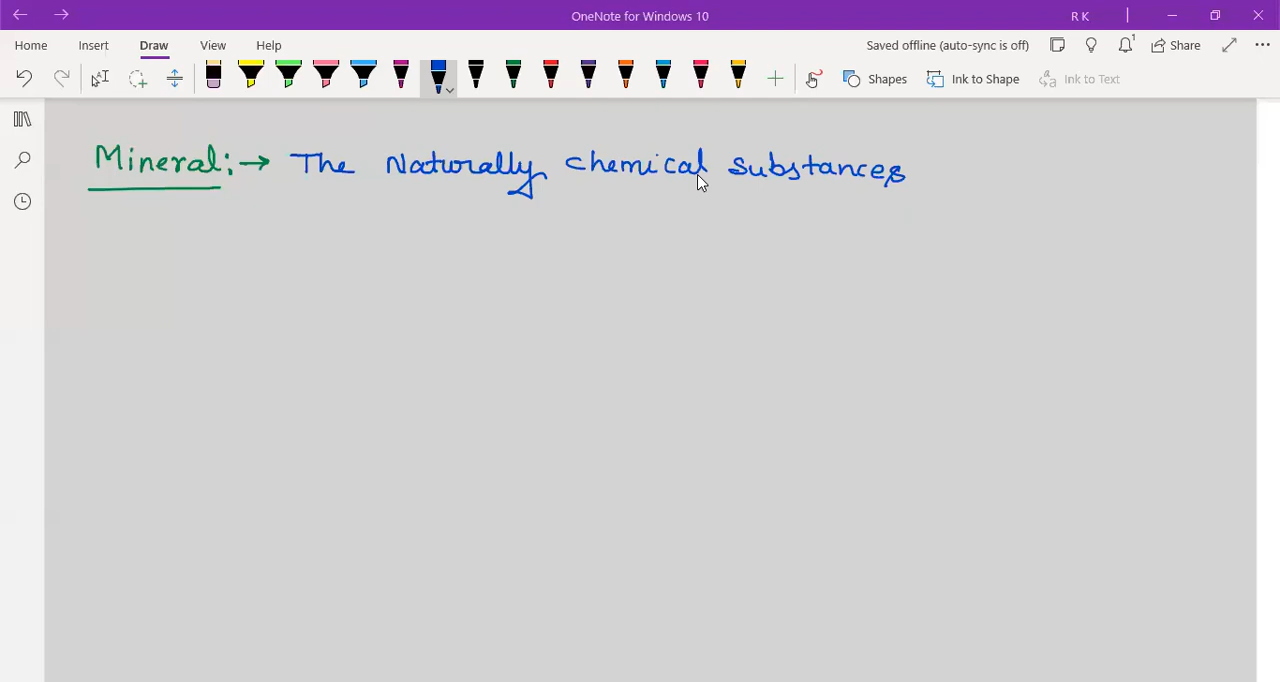 OneNote for Windows 10
R K
Home Insert Draw View Help
Saved offline (auto-sync is off)
1
Share
Shapes
Ink to Shape
Ink to Text
Mineral:→ The Naturally chemical substances